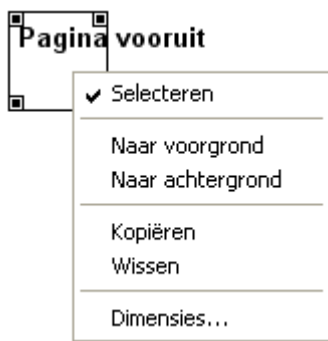 Pagina vooruit
Selecteren
Naar voorgrond
Naar achtergrond
Kopiëren
Wissen
Dimensies...